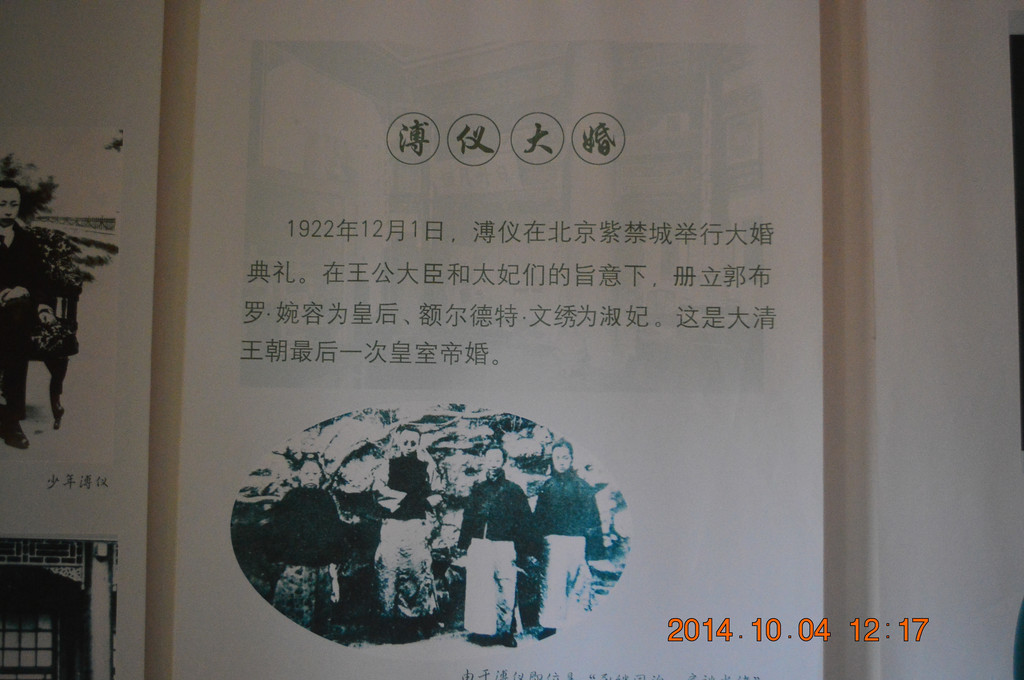 溥仪大婚
1922年12月1日，溥仪在北京紫禁城举行大婚
典礼。在王公大臣和太妃们的旨意下，册立郭布
罗·婉容为皇后、额尔德特·文绣为淑妃。这是大清
王朝最后一次皇室帝婚。
少年溥仪
2014.10.04 12:17